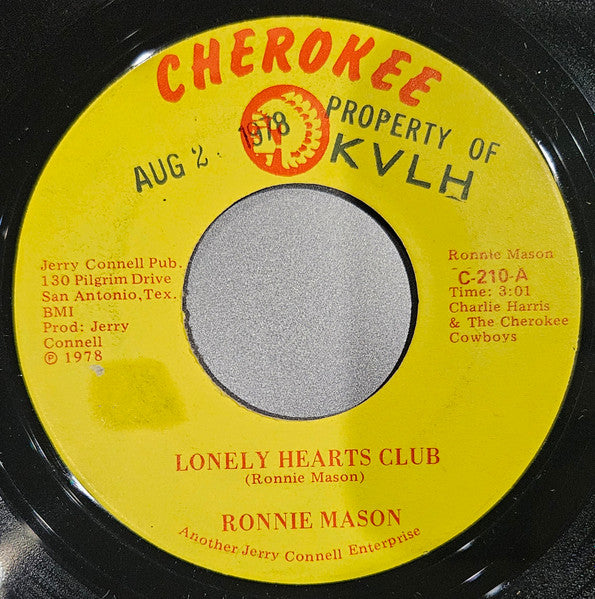 CHEROKEE
AUG 2 1978
PROPERTY OF
KVLH
Jerry Connell Pub.
130 Pilgrim Drive
San Antonio, Tex.
BMI
Prod: Jerry
Connell
Ⓟ 1978
Ronnie Mason
C-210-A
Time: 3:01
Charlie Harris
& The Cherokee
Cowboys
LONELY HEARTS CLUB
(Ronnie Mason)
RONNIE MASON
Another Jerry Connell Enterprise